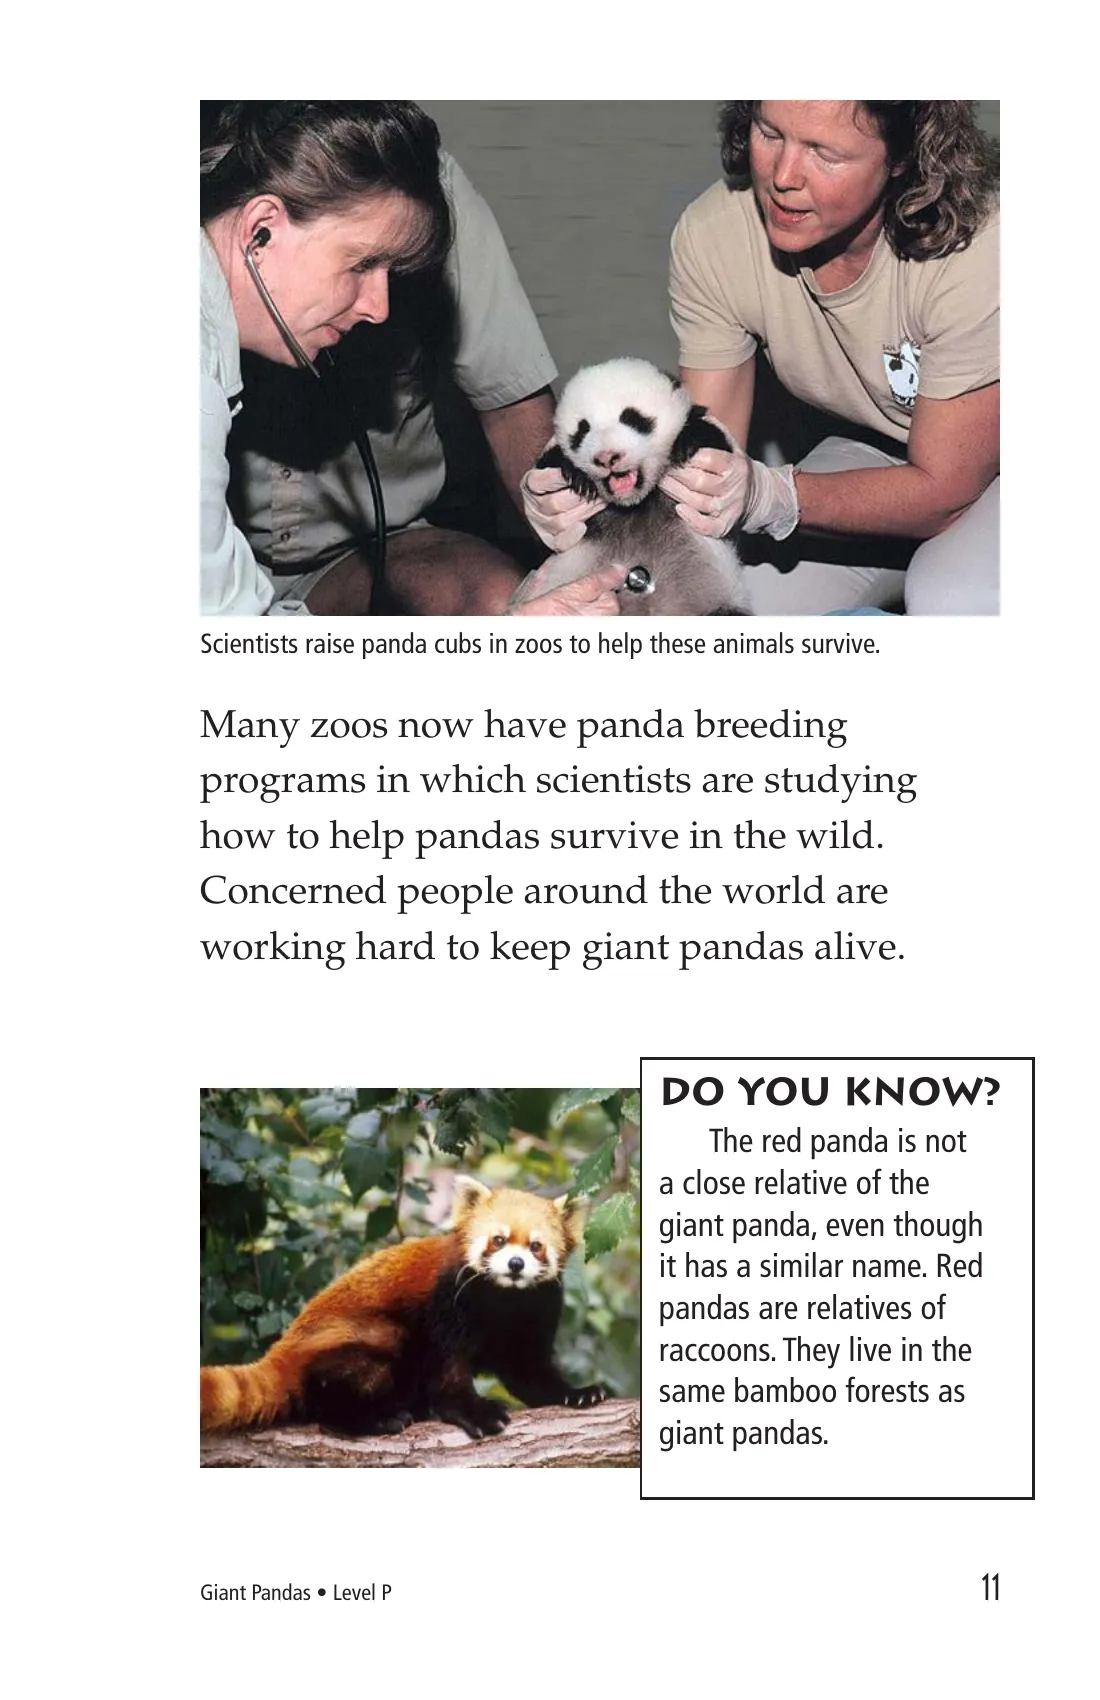 Scientists raise panda cubs in zoos to help these animals survive.
Many zoos now have panda breeding
programs in which scientists are studying
how to help pandas survive in the wild.
Concerned people around the world are
working hard to keep giant pandas alive.
DO YOU KNOW?
The red panda is not
a close relative of the
giant panda, even though
it has a similar name. Red
pandas are relatives of
raccoons. They live in the
same bamboo forests as
giant pandas.
Giant Pandas • Level P
11